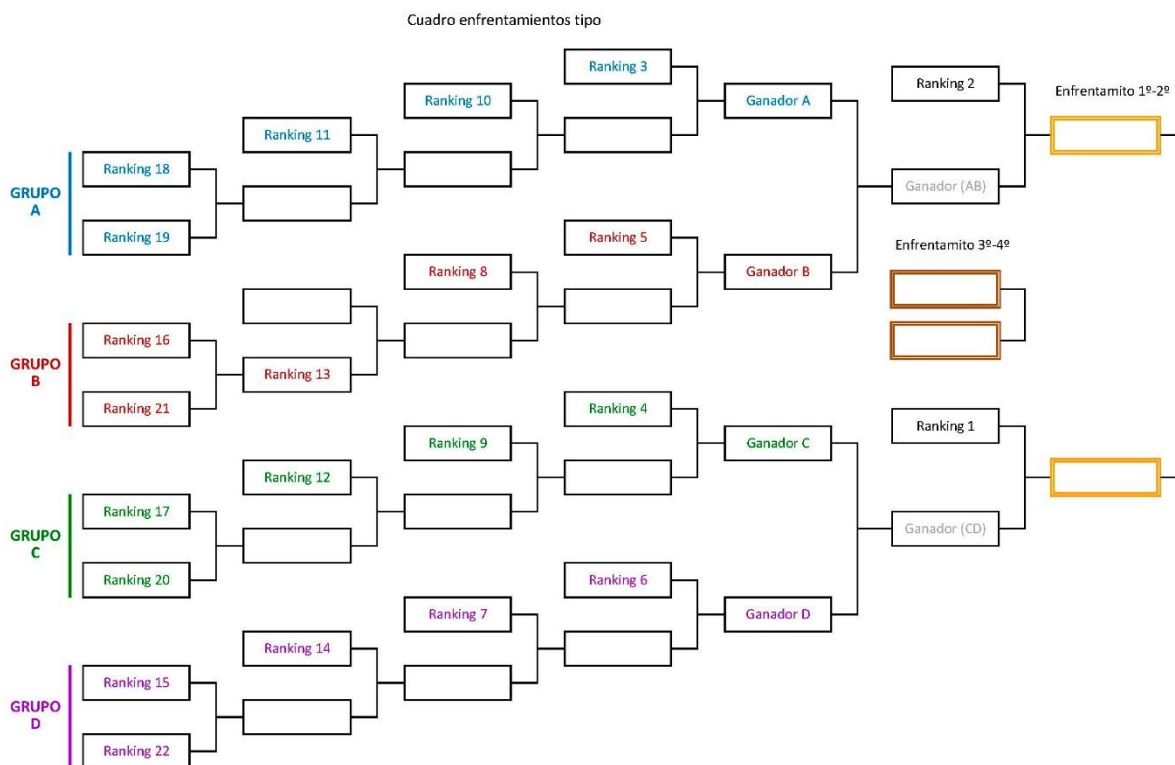 Cuadro enfrentamientos tipo
Ranking 3
Ranking 2
Enfrentamito 1º-2º
Ranking 10
Ganador A
Ranking 11
GRUPO
A
Ranking 18
Ganador (AB)
Ranking 19
Ranking 5
Enfrentamito 3º-4º
Ranking 8
Ganador B
GRUPO
B
Ranking 16
Ranking 13
Ranking 21
Ranking 4
Ranking 1
Ranking 9
Ganador C
Ranking 12
GRUPO
C
Ranking 17
Ganador (CD)
Ranking 20
Ranking 6
Ranking 7
Ganador D
Ranking 14
GRUPO
D
Ranking 15
Ranking 22